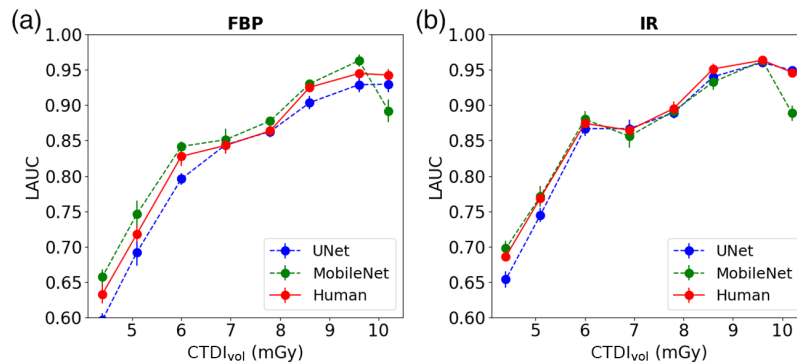 (a)
FBP
1.00
0.95
0.90
0.85
0.80
0.75
0.70
0.65
0.60
LAUC
5
6
7
8
9
10
CTDIvol (mGy)
UNet
MobileNet
Human
(b)
IR
1.00
0.95
0.90
0.85
0.80
0.75
0.70
0.65
0.60
LAUC
5
6
7
8
9
10
CTDIvol (mGy)
UNet
MobileNet
Human